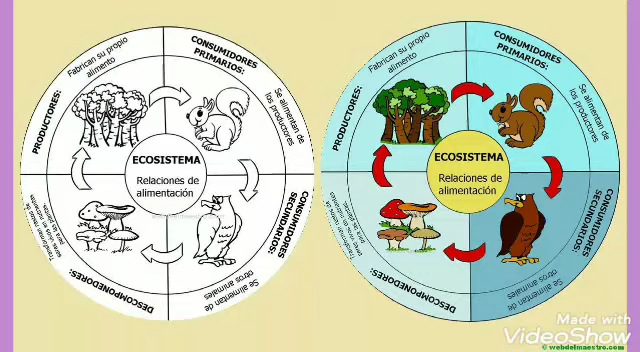 PRODUCTORES:
Fabrican su propio
alimento
CONSUMIDORES
PRIMARIOS:
Se alimentan de
los productores
ECOSISTEMA
Relaciones de
alimentación
CONSUMIDORES
SECUNDARIOS:
Se alimentan de
otros animales
DESCOMPONEDORES:
PRODUCTORES:
Fabrican su propio
alimento
CONSUMIDORES
PRIMARIOS:
Se alimentan de
los productores
ECOSISTEMA
Relaciones de
alimentación
CONSUMIDORES
SECUNDARIOS:
Se alimentan de
otros animales
DESCOMPONEDORES:
Made with
VideoShow
© webdelmaestro.com